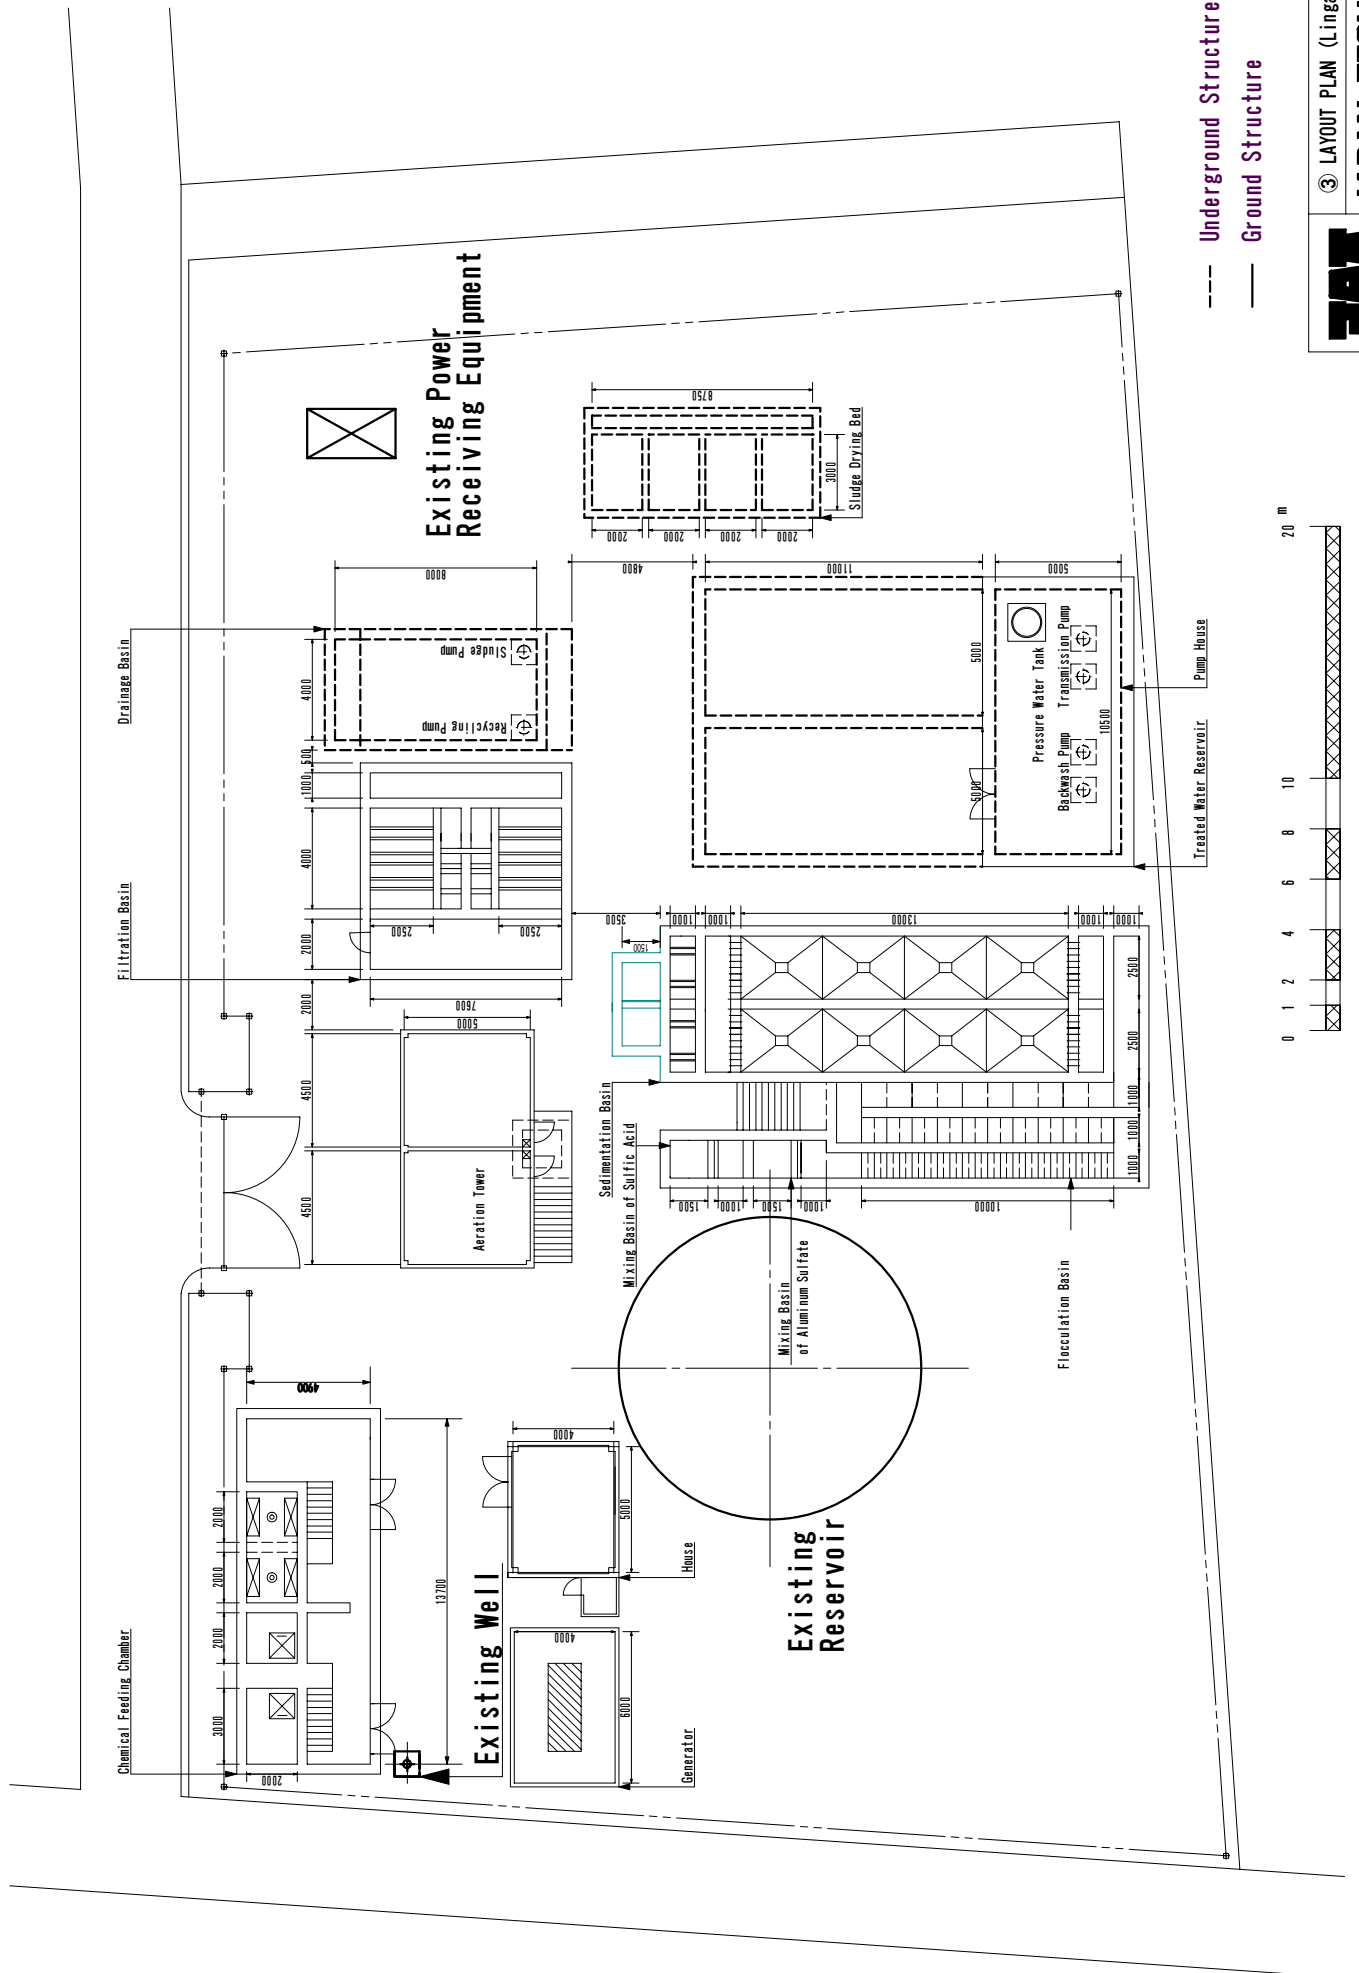 Chemical Feeding Chamber
Filtration Basin
Drainage Basin
3000
2000
2000
2000
2000
4900
13700
4500
4500
2000
2000
4000
1000
500
4000
8000
Recycling Pump
Sludge Pump
2500
2500
7600
5000
Aeration Tower
Existing Power
Receiving Equipment
Existing Well
Generator
4000
6000
House
4000
5000
Existing
Reservoir
Sedimentation Basin
Mixing Basin of Sulfic Acid
Mixing Basin
of Aluminum Sulfate
Flocculation Basin
1500
1000
1500
1000
10000
3500
1500
1000
1000
13000
1000
1000
2500
2500
1000
1000
1000
4800
11000
5000
5000
5000
10500
Pressure Water Tank
Backwash Pump
Transmission Pump
Treated Water Reservoir
Pump House
2000
2000
2000
2000
3000
8750
Sludge Drying Bed
0 1 2 4 6 8 10 20 m
Underground Structure
Ground Structure
③ LAYOUT PLAN (Linga